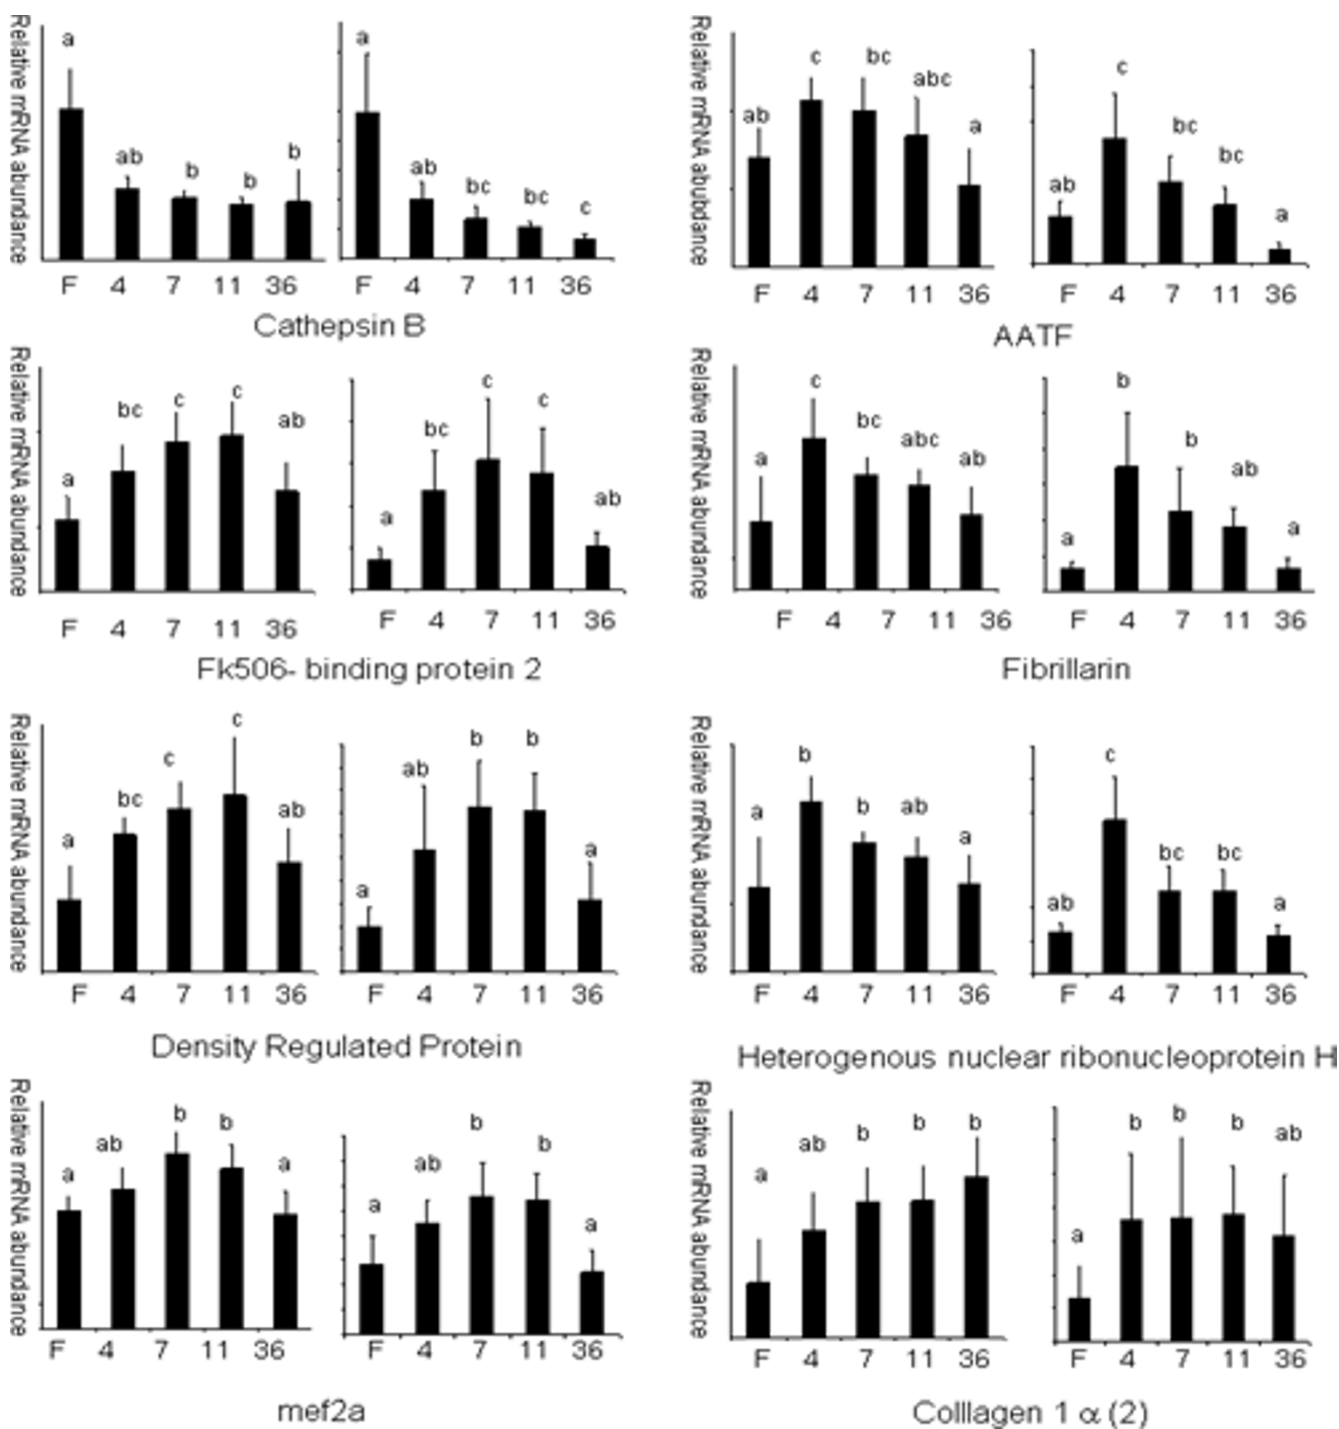 Relative mRNA abundance
a
ab
b
b
b
F 4 7 11 36
a
ab
bc
bc
c
F 4 7 11 36
Cathepsin B
Relative mRNA abubdance
ab
c
bc
abc
a
F 4 7 11 36
ab
c
bc
bc
a
F 4 7 11 36
AATF
Relative mRNA abundance
a
bc
c
c
ab
F 4 7 11 36
a
bc
c
c
ab
F 4 7 11 36
Fk506- binding protein 2
Relative mRNA abundance
a
c
bc
abc
ab
F 4 7 11 36
a
b
b
ab
a
F 4 7 11 36
Fibrillarin
Relative mRNA abundance
a
bc
c
c
ab
F 4 7 11 36
a
ab
b
b
a
F 4 7 11 36
Density Regulated Protein
Relative mRNA abundance
a
b
b
ab
a
F 4 7 11 36
ab
c
bc
bc
a
F 4 7 11 36
Heterogenous nuclear ribonucleoprotein H
Relative mRNA abundance
a
ab
b
b
a
F 4 7 11 36
a
ab
b
b
a
F 4 7 11 36
mef2a
Relative mRNA abundance
a
ab
b
b
b
F 4 7 11 36
a
b
b
b
ab
F 4 7 11 36
Colllagen 1 α (2)